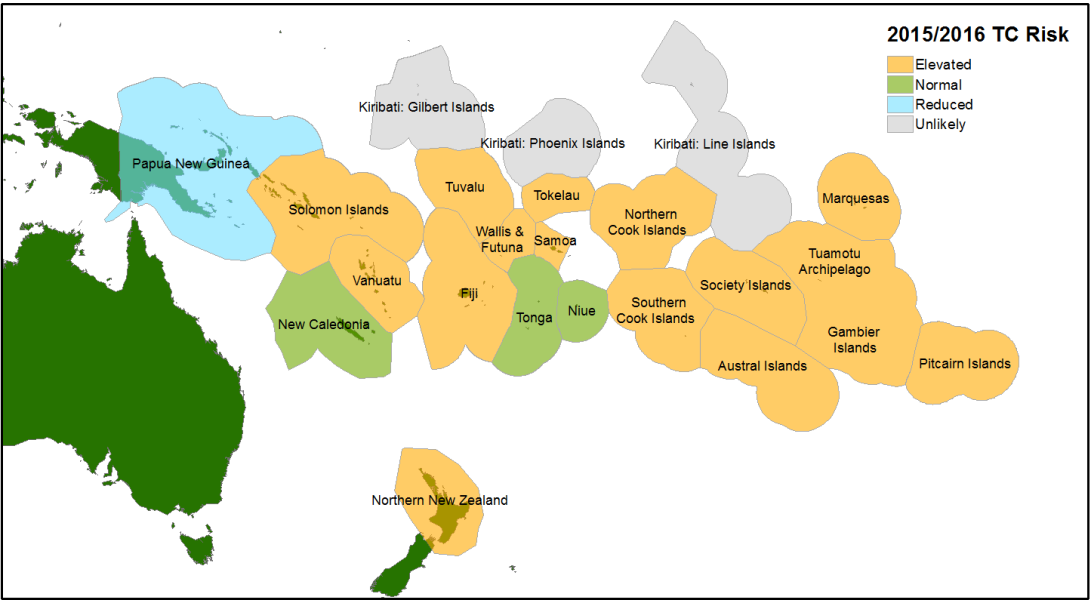 2015/2016 TC Risk
Elevated
Normal
Reduced
Unlikely
Kiribati: Gilbert Islands
Kiribati: Phoenix Islands
Kiribati: Line Islands
Papua New Guinea
Tuvalu
Tokelau
Marquesas
Solomon Islands
Northern
Cook Islands
Wallis &
Futuna
Samoa
Tuamotu
Archipelago
Vanuatu
Fiji
Society Islands
New Caledonia
Tonga
Niue
Southern
Cook Islands
Gambier
Islands
Austral Islands
Pitcairn Islands
Northern New Zealand